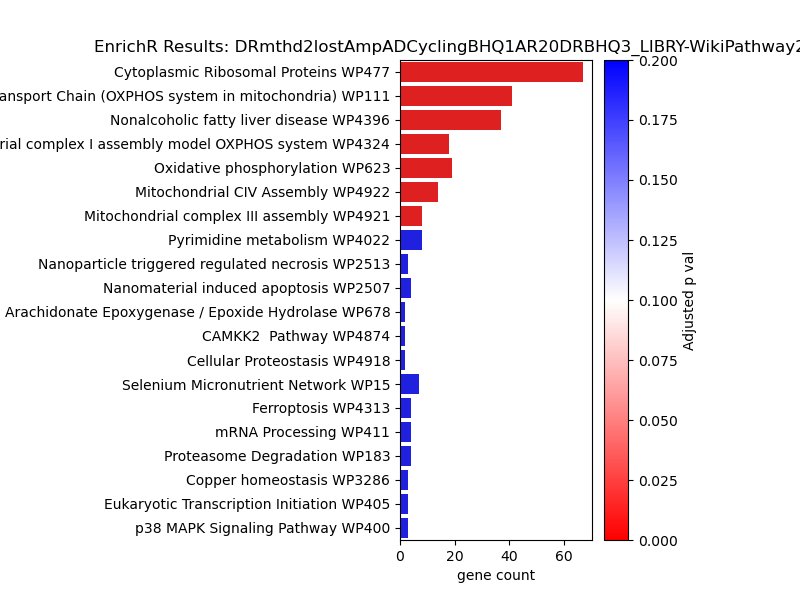 EnrichR Results: DRmthd2lostAmpADCyclingBHQ1AR20DRBHQ3_LIBRY-WikiPathway2
Cytoplasmic Ribosomal Proteins WP477
Transport Chain (OXPHOS system in mitochondria) WP111
Nonalcoholic fatty liver disease WP4396
rial complex I assembly model OXPHOS system WP4324
Oxidative phosphorylation WP623
Mitochondrial CIV Assembly WP4922
Mitochondrial complex III assembly WP4921
Pyrimidine metabolism WP4022
Nanoparticle triggered regulated necrosis WP2513
Nanomaterial induced apoptosis WP2507
Arachidonate Epoxygenase / Epoxide Hydrolase WP678
CAMKK2  Pathway WP4874
Cellular Proteostasis WP4918
Selenium Micronutrient Network WP15
Ferroptosis WP4313
mRNA Processing WP411
Proteasome Degradation WP183
Copper homeostasis WP3286
Eukaryotic Transcription Initiation WP405
p38 MAPK Signaling Pathway WP400
0 20 40 60
gene count
0.200
0.175
0.150
0.125
0.100
0.075
0.050
0.025
0.000
Adjusted p val